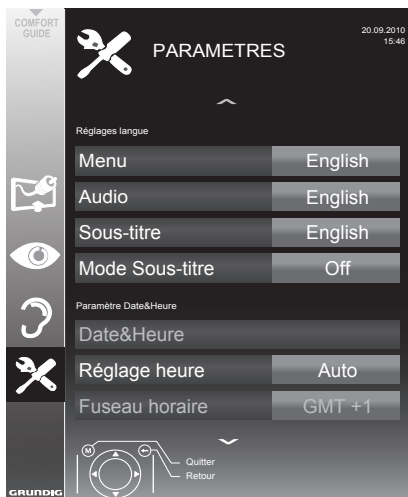 COMFORT
GUIDE
PARAMETRES
20.09.2010
15:46
Réglages langue
Menu English
Audio English
Sous-titre English
Mode Sous-titre Off
Paramètre Date&Heure
Date&Heure
Réglage heure Auto
Fuseau horaire GMT +1
M
Quitter
Retour
GRUNDIG